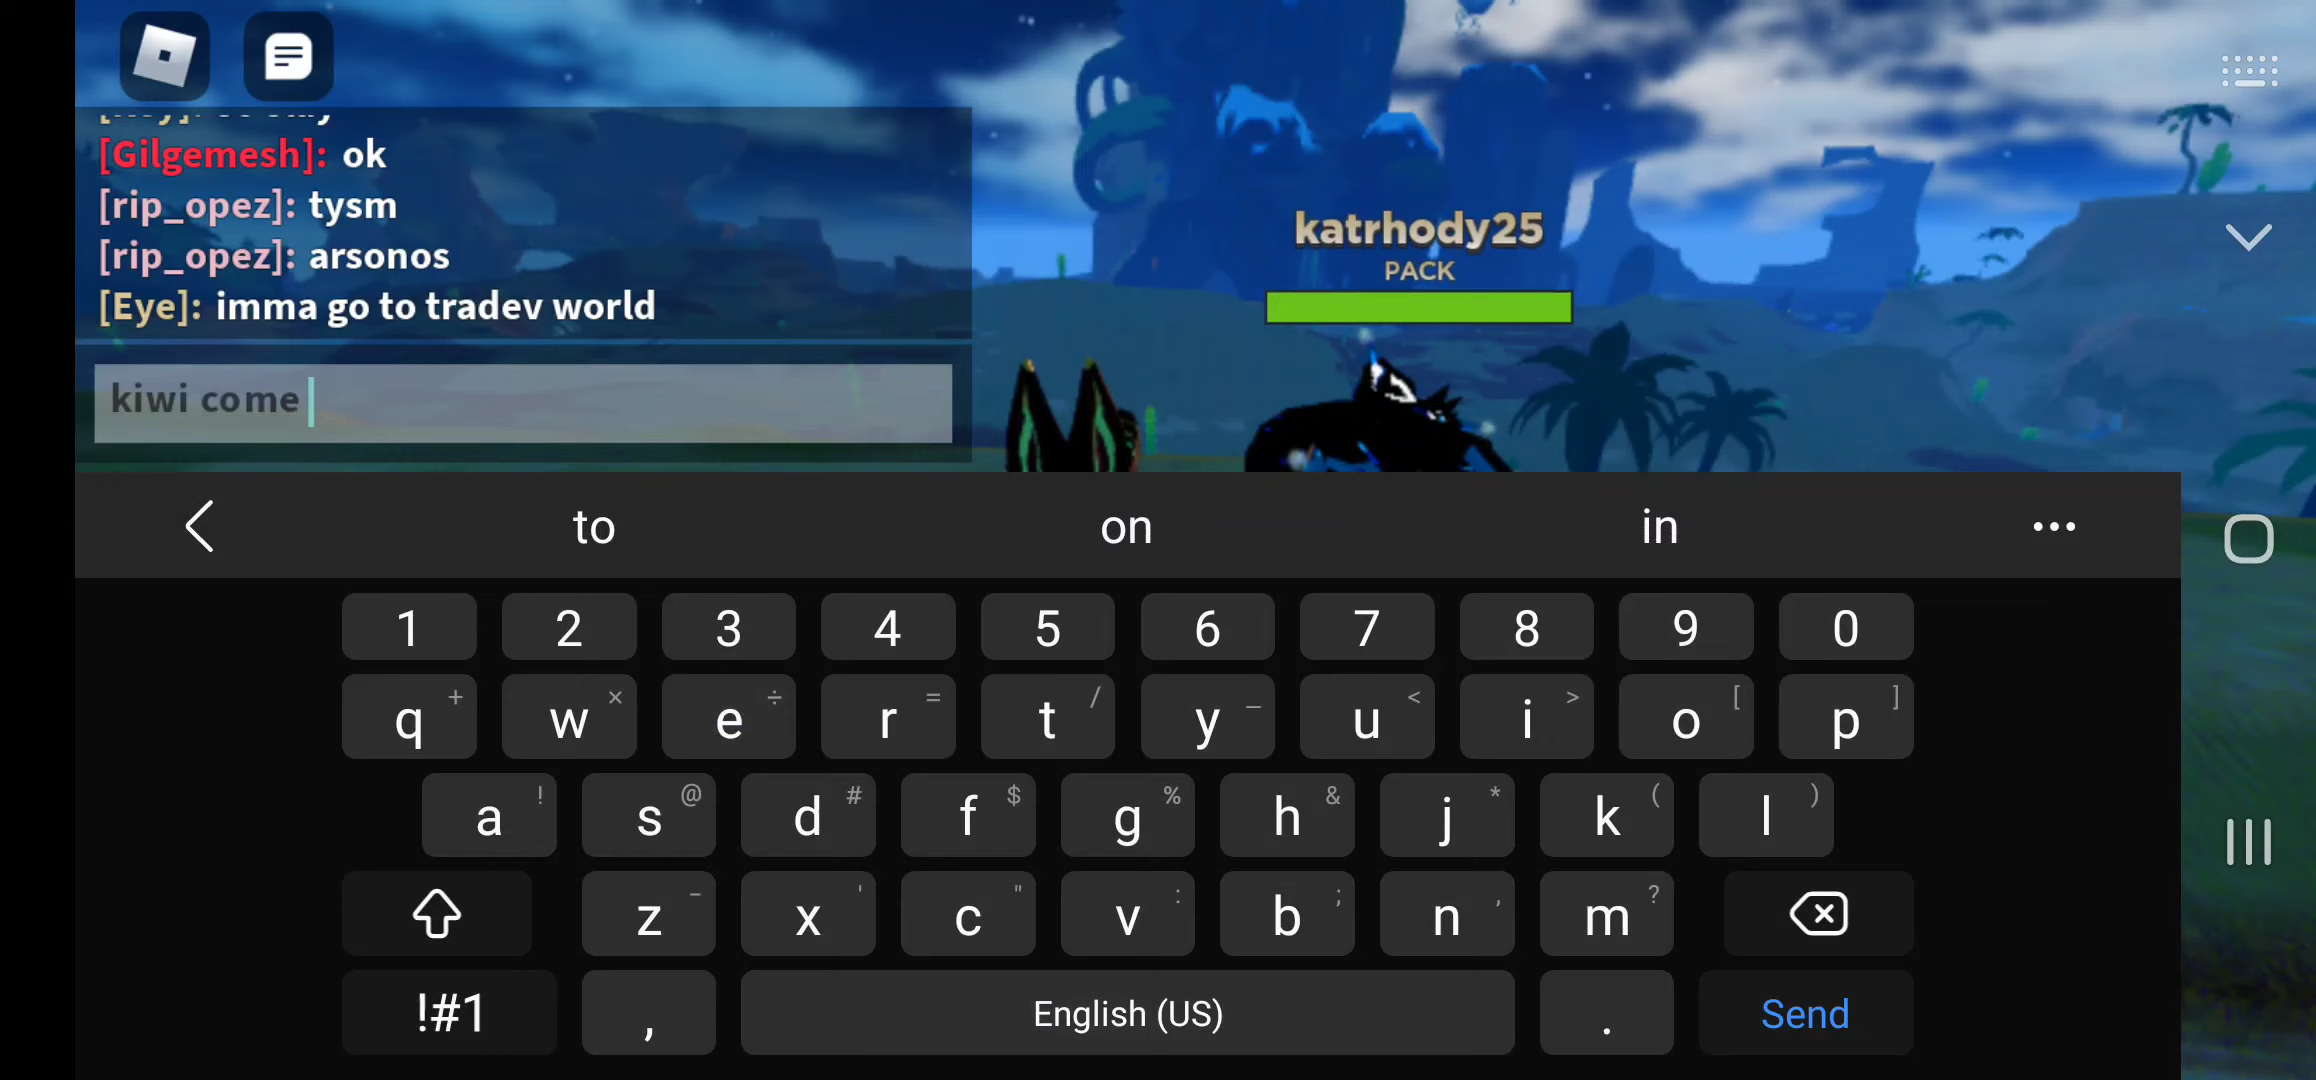 [Gilgemesh]: ok
[rip_opez]: tysm
[rip_opez]: arsonos
[Eye]: imma go to tradev world
kiwi come
katrhody25
PACK
to on in ...
1 2 3 4 5 6 7 8 9 0
q + w × e ÷ r = t / y _ u < i > o [ p ]
a ! s @ d # f $ g % h & j * k ( l )
z - x ' c " v : b ; n , m ?
!#1 , English (US) . Send